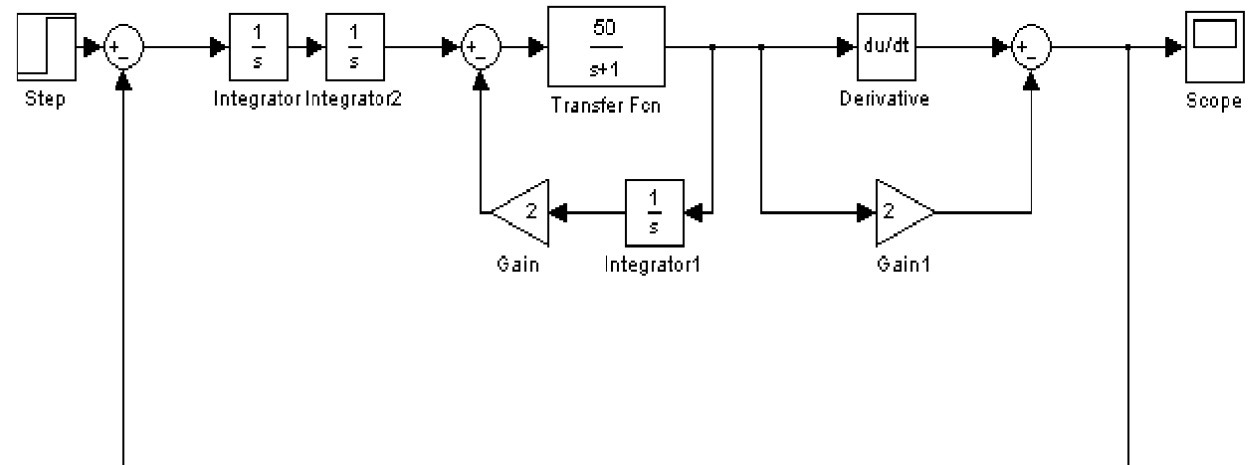 50
s+1
1
s
1
s
du/dt
Step
Integrator
Integrator2
Transfer Fcn
Derivative
Scope
2
1
s
2
Gain
Integrator1
Gain1